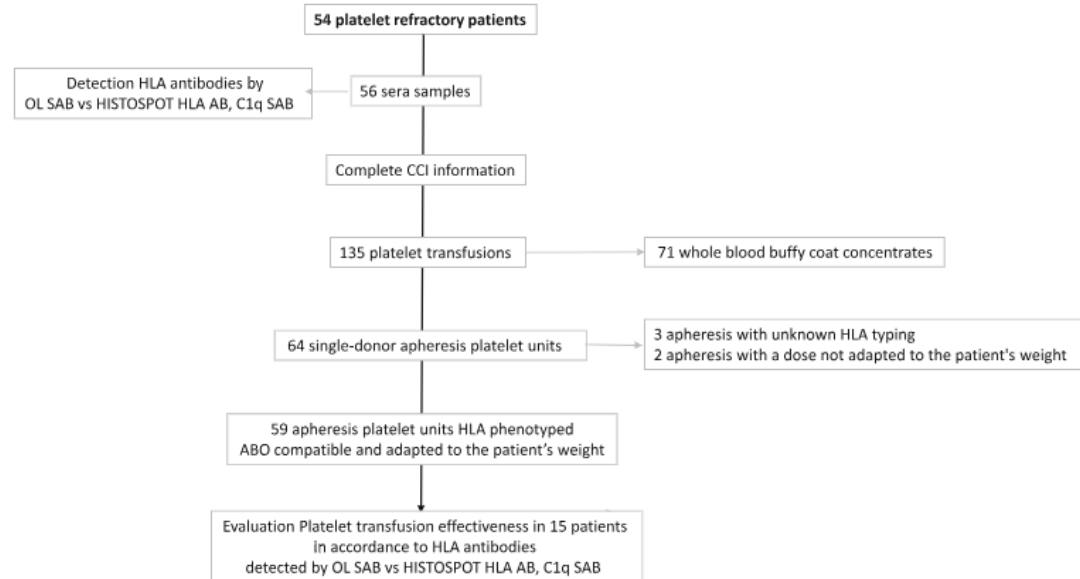 54 platelet refractory patients
Detection HLA antibodies by
OL SAB vs HISTOSPOT HLA AB, C1q SAB
56 sera samples
Complete CCI information
135 platelet transfusions
71 whole blood buffy coat concentrates
64 single-donor apheresis platelet units
3 apheresis with unknown HLA typing
2 apheresis with a dose not adapted to the patient's weight
59 apheresis platelet units HLA phenotyped
ABO compatible and adapted to the patient’s weight
Evaluation Platelet transfusion effectiveness in 15 patients
in accordance to HLA antibodies
detected by OL SAB vs HISTOSPOT HLA AB, C1q SAB